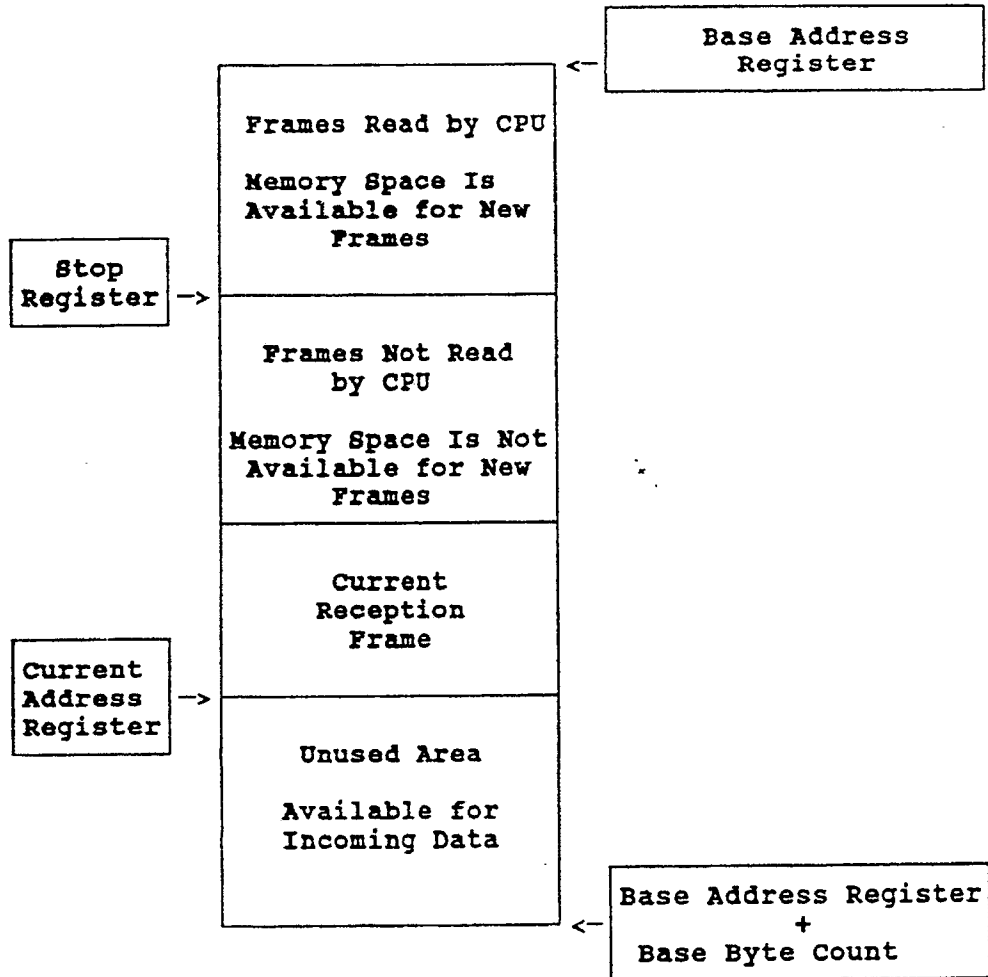 Base Address
Register
Frames Read by CPU
Memory Space Is
Available for New
Frames
Stop
Register
Frames Not Read
by CPU
Memory Space Is Not
Available for New
Frames
Current
Reception
Frame
Current
Address
Register
Unused Area
Available for
Incoming Data
Base Address Register
+
Base Byte Count